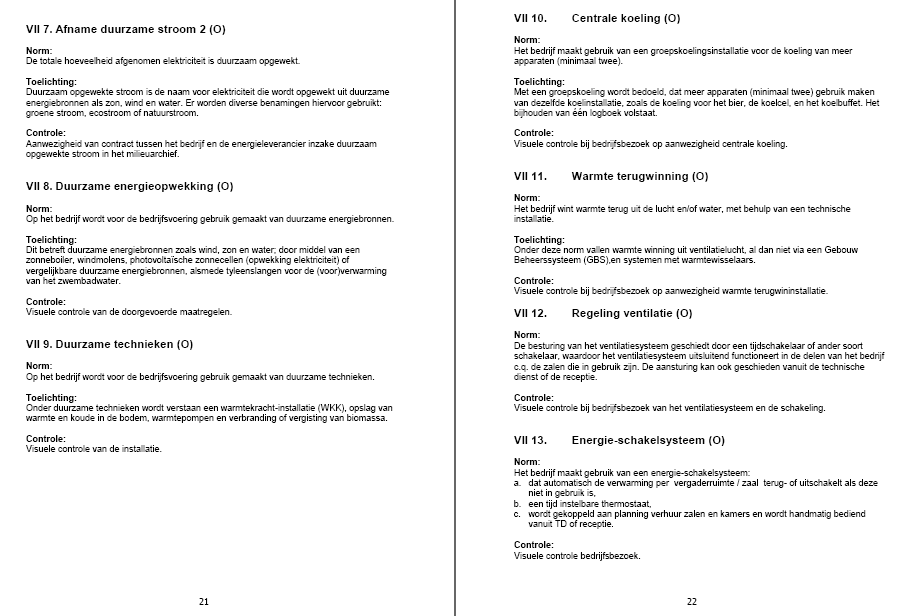 VII 7. Afname duurzame stroom 2 (O)
Norm:
De totale hoeveelheid afgenomen elektriciteit is duurzaam opgewekt.
Toelichting:
Duurzaam opgewekte stroom is de naam voor elektriciteit die wordt opgewekt uit duurzame
energiebronnen als zon, wind en water. Er worden diverse benamingen hiervoor gebruikt:
groene stroom, ecostroom of natuurstroom.
Controle:
Aanwezigheid van contract tussen het bedrijf en de energieleverancier inzake duurzaam
opgewekte stroom in het milieuarchief.
VII 8. Duurzame energieopwekking (O)
Norm:
Op het bedrijf wordt voor de bedrijfsvoering gebruik gemaakt van duurzame energiebronnen.
Toelichting:
Dit betreft duurzame energiebronnen zoals wind, zon en water; door middel van een
zonneboiler, windmolens, photovoltaïsche zonnecellen (opwekking elektriciteit) of
vergelijkbare duurzame energiebronnen, alsmede tyleenslangen voor de (voor)verwarming
van het zwembadwater.
Controle:
Visuele controle van de doorgevoerde maatregelen.
VII 9. Duurzame technieken (O)
Norm:
Op het bedrijf wordt voor de bedrijfsvoering gebruik gemaakt van duurzame technieken.
Toelichting:
Onder duurzame technieken wordt verstaan een warmtekracht-installatie (WKK), opslag van
warmte en koude in de bodem, warmtepompen en verbranding of vergisting van biomassa.
Controle:
Visuele controle van de installatie.
21
VII 10. Centrale koeling (O)
Norm:
Het bedrijf maakt gebruik van een groepskoelingsinstallatie voor de koeling van meer
apparaten (minimaal twee).
Toelichting:
Met een groepskoeling wordt bedoeld, dat meer apparaten (minimaal twee) gebruik maken
van dezelfde koelinstallatie, zoals de koeling voor het bier, de koelcel, en het koelbuffet. Het
bijhouden van één logboek volstaat.
Controle:
Visuele controle bij bedrijfsbezoek op aanwezigheid centrale koeling.
VII 11. Warmte terugwinning (O)
Norm:
Het bedrijf wint warmte terug uit de lucht en/of water, met behulp van een technische
installatie.
Toelichting:
Onder deze norm vallen warmte winning uit ventilatielucht, al dan niet via een Gebouw
Beheerssysteem (GBS),en systemen met warmtewisselaars.
Controle:
Visuele controle bij bedrijfsbezoek op aanwezigheid warmte terugwininstallatie.
VII 12. Regeling ventilatie (O)
Norm:
De besturing van het ventilatiesysteem geschiedt door een tijdschakelaar of ander soort
schakelaar, waardoor het ventilatiesysteem uitsluitend functioneert in de delen van het bedrijf
c.q. de zalen die in gebruik zijn. De aansturing kan ook geschieden vanuit de technische
dienst of de receptie.
Controle:
Visuele controle bij bedrijfsbezoek van het ventilatiesysteem en de schakeling.
VII 13. Energie-schakelsysteem (O)
Norm:
Het bedrijf maakt gebruik van een energie-schakelsysteem:
a. dat automatisch de verwarming per vergaderruimte / zaal terug- of uitschakelt als deze
niet in gebruik is,
b. een tijd instelbare thermostaat,
c. wordt gekoppeld aan planning verhuur zalen en kamers en wordt handmatig bediend
vanuit TD of receptie.
Controle:
Visuele controle bedrijfsbezoek.
22